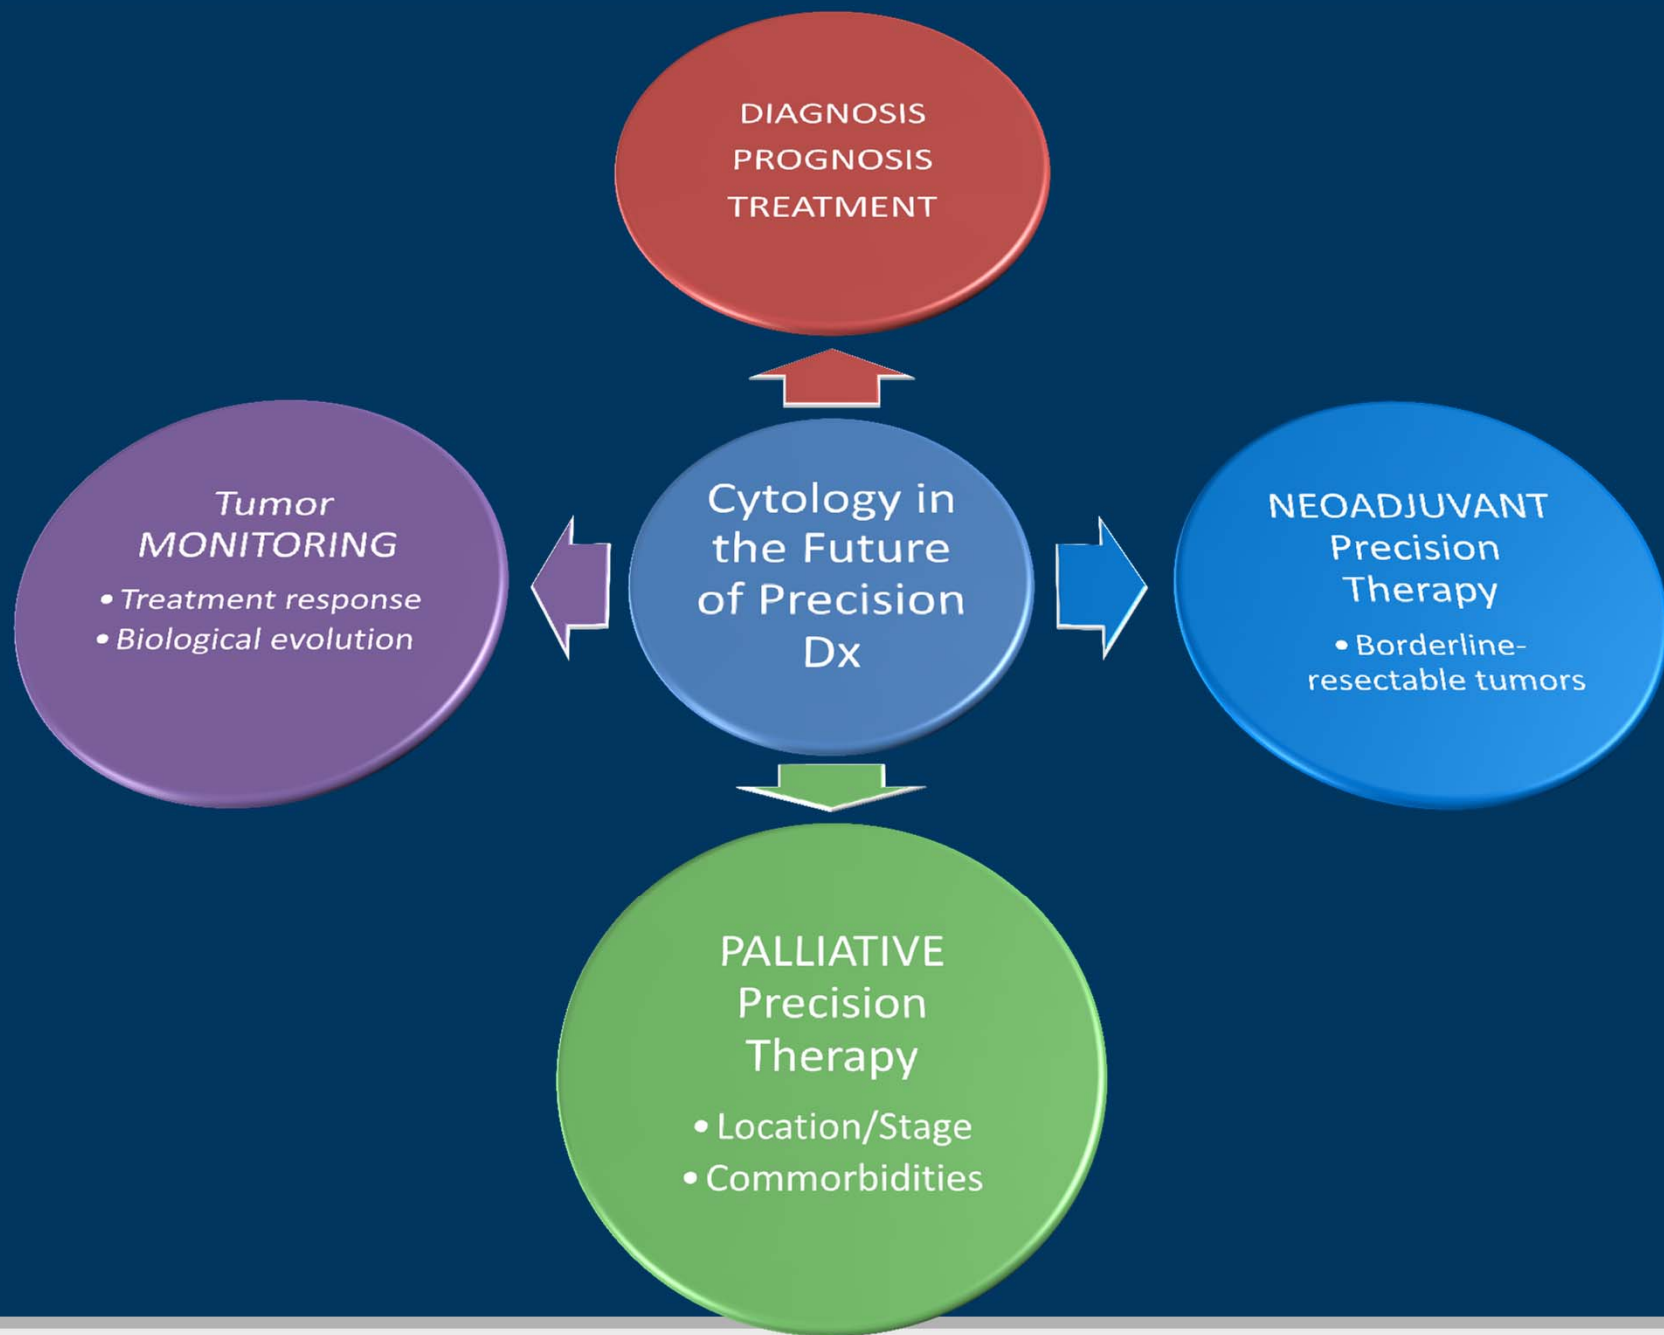 DIAGNOSIS
PROGNOSIS
TREATMENT
Tumor
MONITORING
• Treatment response
• Biological evolution
Cytology in
the Future
of Precision
Dx
NEOADJUVANT
Precision
Therapy
• Borderline-
resectable tumors
PALLIATIVE
Precision
Therapy
• Location/Stage
• Commorbidities